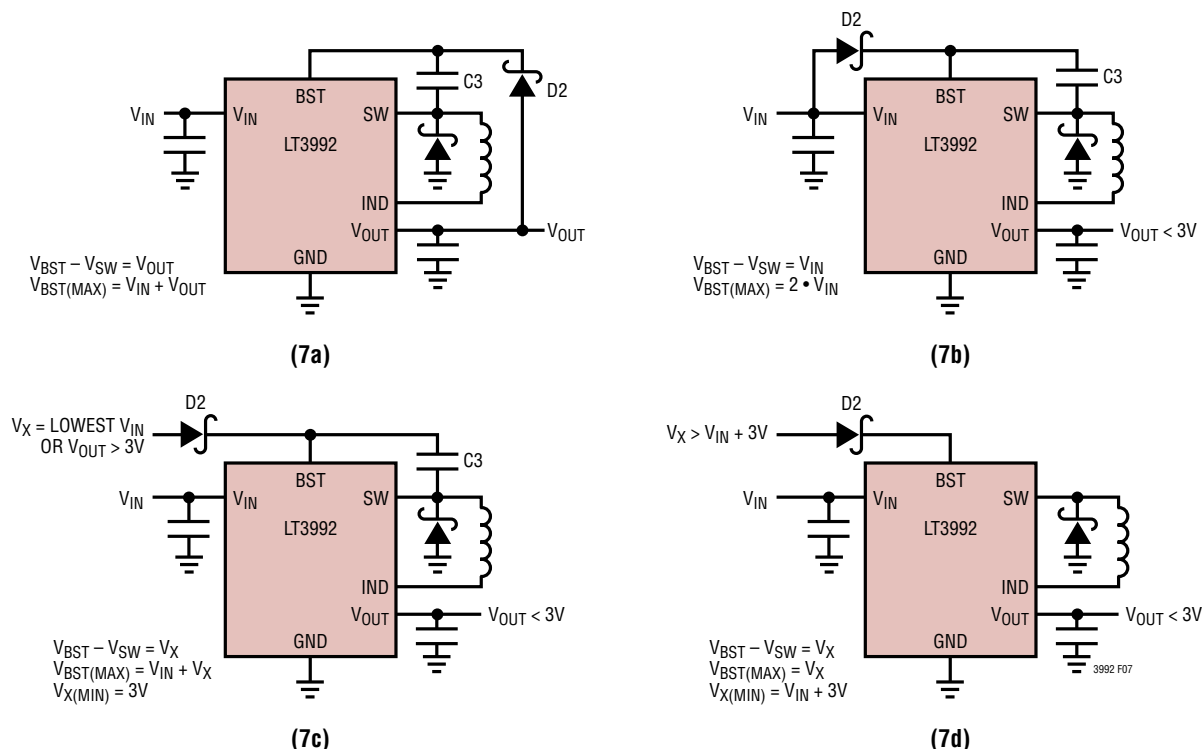 D2
BST
C3
D2
V_IN
V_IN
SW
LT3992
IND
V_OUT
V_OUT
GND
V_BST – V_SW = V_OUT
V_BST(MAX) = V_IN + V_OUT
(7a)
D2
BST
C3
V_IN
V_IN
SW
LT3992
IND
V_OUT
V_OUT < 3V
GND
V_BST – V_SW = V_IN
V_BST(MAX) = 2 • V_IN
(7b)
D2
V_X = LOWEST V_IN
OR V_OUT > 3V
BST
C3
V_IN
V_IN
SW
LT3992
IND
V_OUT
V_OUT < 3V
GND
V_BST – V_SW = V_X
V_BST(MAX) = V_IN + V_X
V_X(MIN) = 3V
(7c)
D2
V_X > V_IN + 3V
BST
V_IN
V_IN
SW
LT3992
IND
V_OUT
V_OUT < 3V
GND
V_BST – V_SW = V_X
V_BST(MAX) = V_X
V_X(MIN) = V_IN + 3V
3992 F07
(7d)